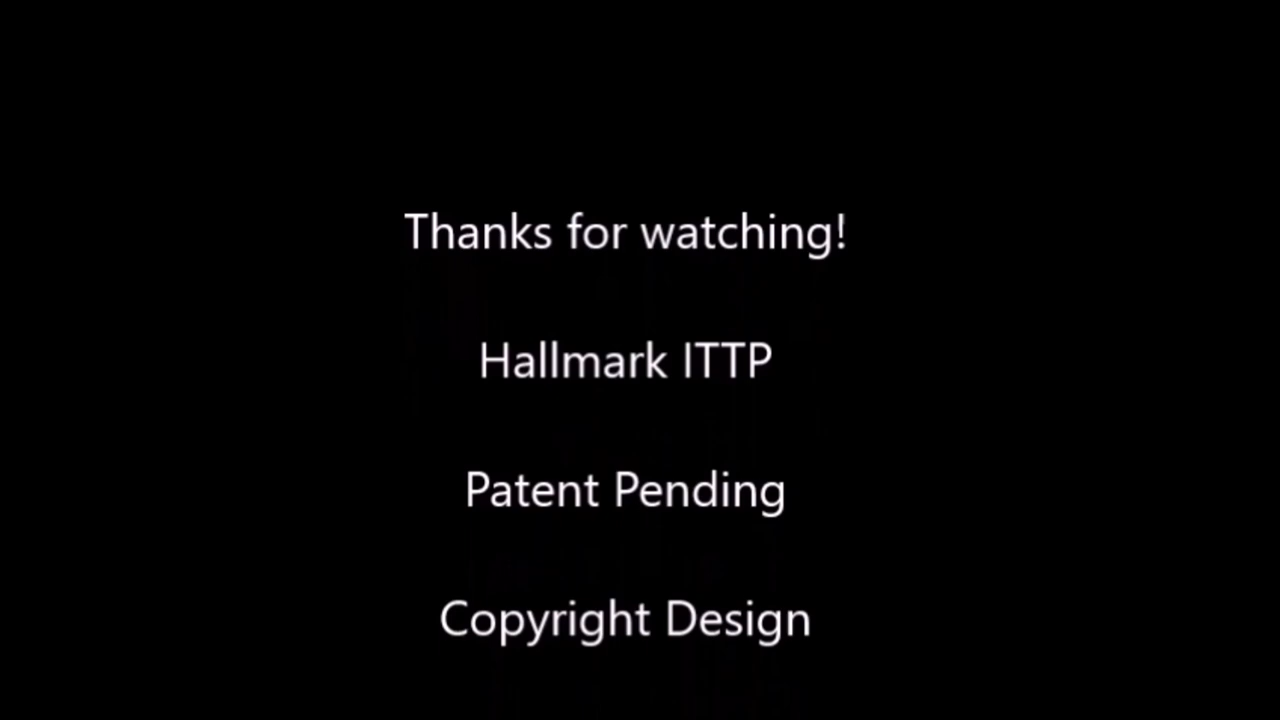 Thanks for watching!
Hallmark ITTP
Patent Pending
Copyright Design